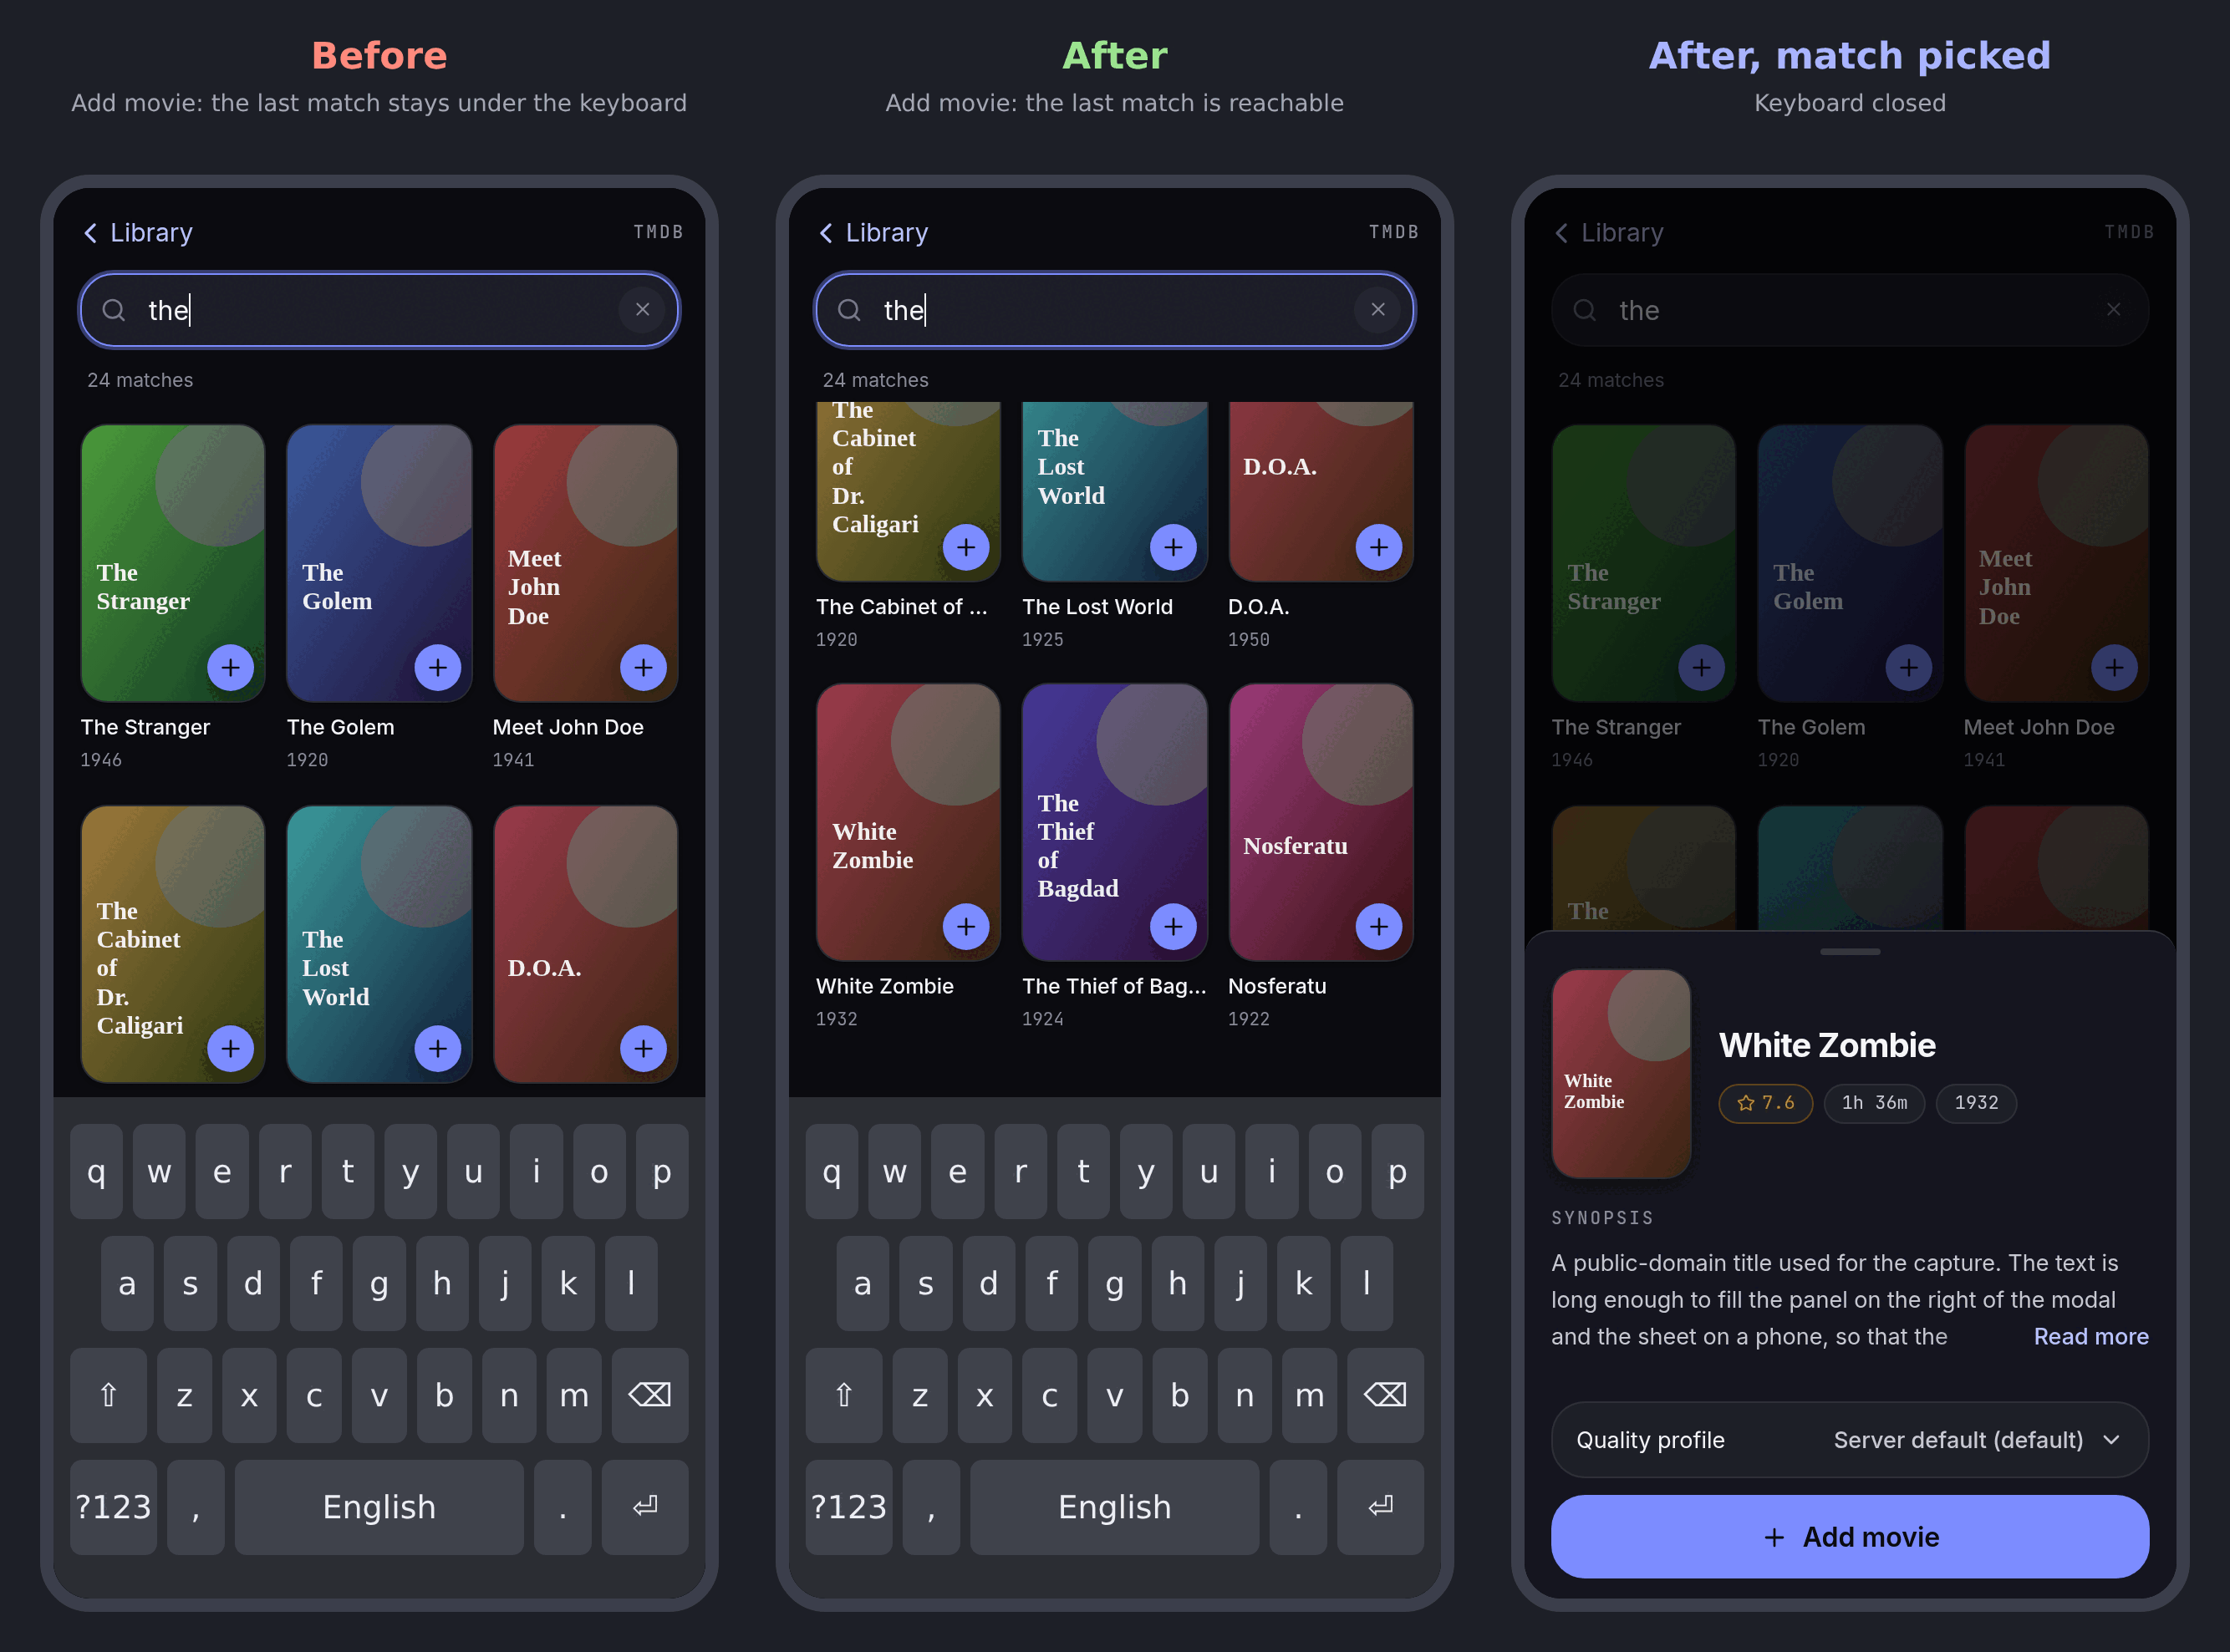 Before
Add movie: the last match stays under the keyboard
Library
TMDB
the
24 matches
The
Stranger
The
Golem
Meet
John
Doe
The Stranger
The Golem
Meet John Doe
1946
1920
1941
The
Cabinet
of
Dr.
Caligari
The
Lost
World
D.O.A.
q w e r t y u i o p
a s d f g h j k l
⇧ z x c v b n m ⌫
?123 , English . ⏎
After
Add movie: the last match is reachable
Library
TMDB
the
24 matches
The
Cabinet
of
Dr.
Caligari
The
Lost
World
D.O.A.
The Cabinet of ...
The Lost World
D.O.A.
1920
1925
1950
White
Zombie
The
Thief
of
Bagdad
Nosferatu
White Zombie
The Thief of Bag...
Nosferatu
1932
1924
1922
q w e r t y u i o p
a s d f g h j k l
⇧ z x c v b n m ⌫
?123 , English . ⏎
After, match picked
Keyboard closed
Library
TMDB
the
24 matches
The
Stranger
The
Golem
Meet
John
Doe
The Stranger
The Golem
Meet John Doe
1946
1920
1941
The
White
Zombie
White Zombie
7.6
1h 36m
1932
SYNOPSIS
A public-domain title used for the capture. The text is
long enough to fill the panel on the right of the modal
and the sheet on a phone, so that the
Read more
Quality profile
Server default (default)
+ Add movie